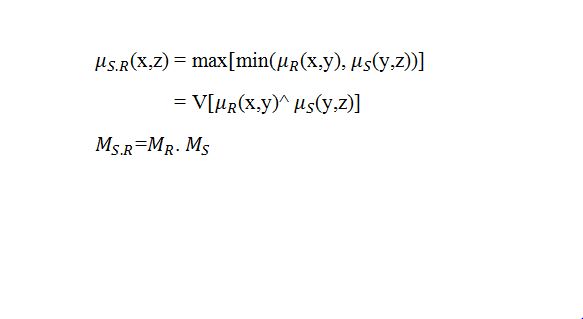 μS.R(x,z) = max[min(μR(x,y), μS(y,z))]
= V[μR(x,y)^ μS(y,z)]
MS.R=MR. MS